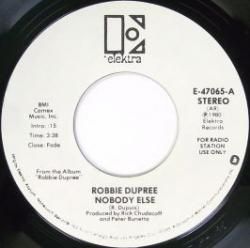 elektra
BMI
Comex
Music, Inc.
Intro: :15
Time: 3:38
Close: Fade
E-47065-A
STEREO
(AR)
℗ 1980
Elektra
Records
FOR RADIO
STATION
USE ONLY
From the Album
"Robbie Dupree"
ROBBIE DUPREE
NOBODY ELSE
(R. Dupuis)
Produced by Rick Chudacoff
and Peter Bunetta